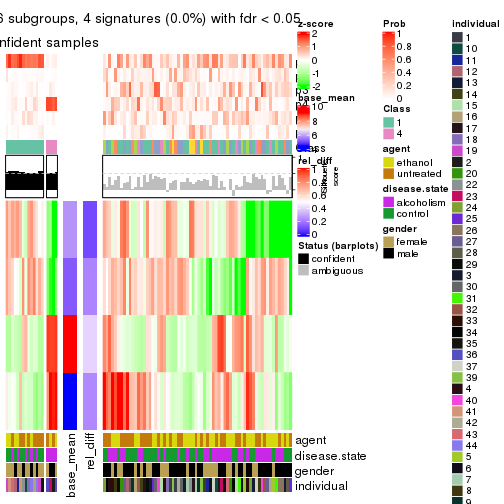 6 subgroups, 4 signatures (0.0%) with fdr < 0.05
nfident samples
z-score
2
1
0
-1
-2
base_mean
10
8
6
rel_diff
1
0.8
0.6
0.4
0.2
0
Status (barplots)
confident
ambiguous
Class
Silhouette
score
Prob
1
0.8
0.6
0.4
0.2
0
Class
1
4
agent
ethanol
untreated
disease.state
alcoholism
control
gender
female
male
individual
1
10
11
12
13
14
15
16
17
18
19
2
20
22
23
24
25
26
27
28
29
3
30
31
32
33
34
35
36
37
39
4
40
41
42
43
44
5
6
7
8
9
base_mean
rel_diff
agent
disease.state
gender
individual